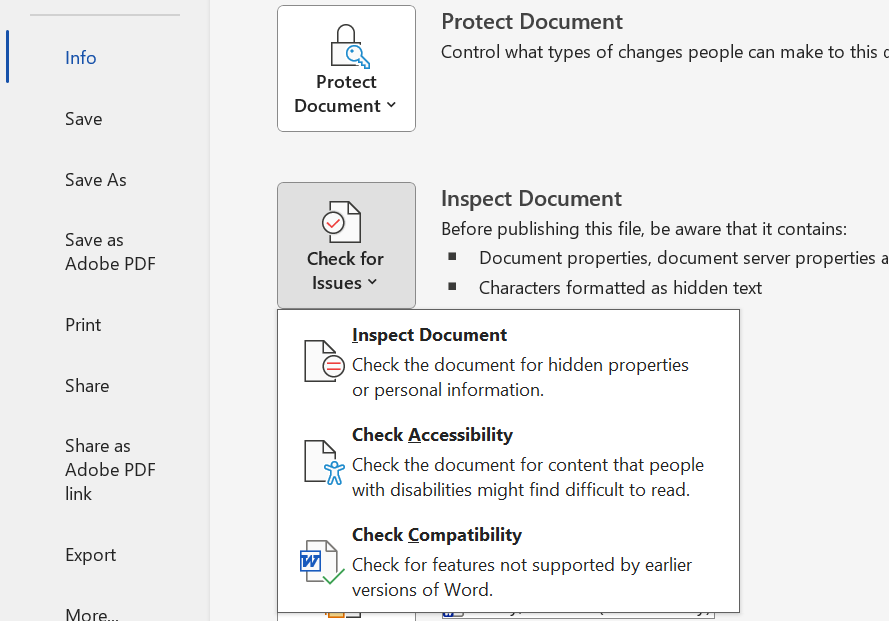 Info
Save
Save As
Save as
Adobe PDF
Print
Share
Share as
Adobe PDF
link
Export
More...
Protect
Document
Protect Document
Control what types of changes people can make to this
Check for
Issues
Inspect Document
Before publishing this file, be aware that it contains:
Document properties, document server properties
Characters formatted as hidden text
Inspect Document
Check the document for hidden properties
or personal information.
Check Accessibility
Check the document for content that people
with disabilities might find difficult to read.
Check Compatibility
W
Check for features not supported by earlier
versions of Word.